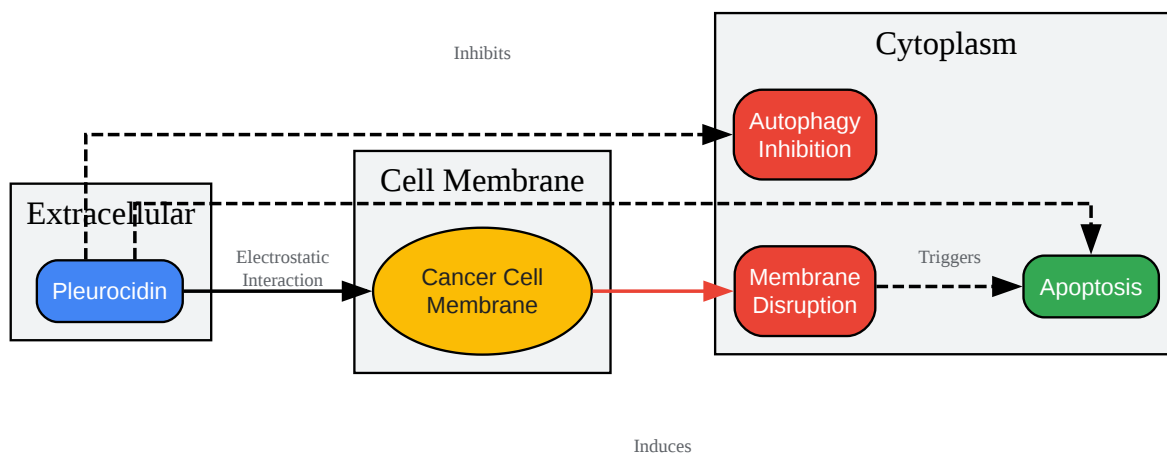 Cytoplasm
Inhibits
Autophagy
Inhibition
Cell Membrane
Extracellular
Electrostatic
Interaction
Pleurocidin
Cancer Cell
Membrane
Membrane
Disruption
Triggers
Apoptosis
Induces